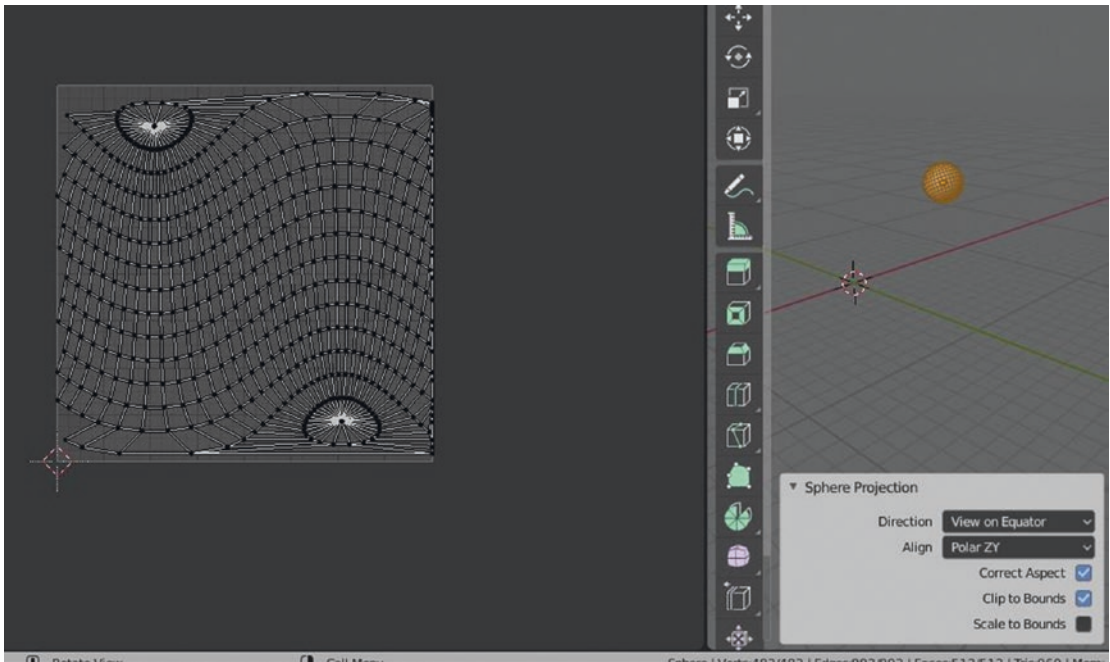 Sphere Projection
Direction View on Equator
Align Polar ZY
Correct Aspect
Clip to Bounds
Scale to Bounds
Rotate View
Call Menu